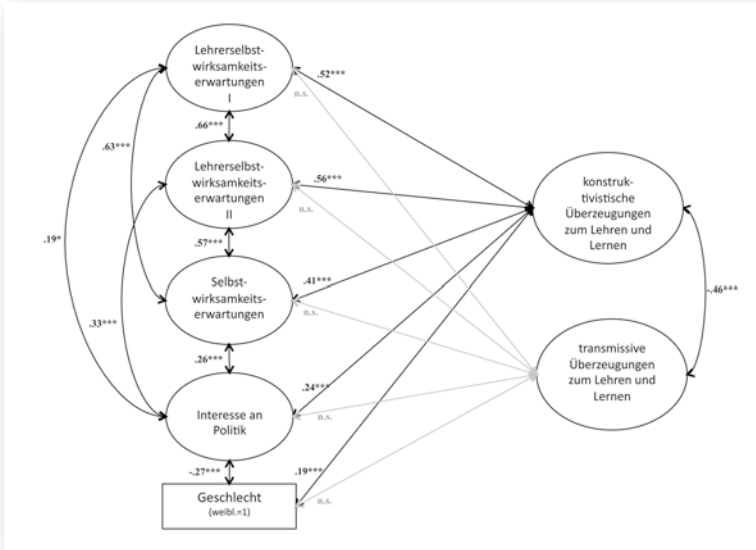 Lehrerselbst-
wirksamkeits-
erwartungen
I
.52***
n.s.
.66***
.63***
Lehrerselbst-
wirksamkeits-
erwartungen
II
.56***
n.s.
konstruk-
tivistische
Überzeugungen
zum Lehren und
Lernen
.19*
.57***
Selbst-
wirksamkeits-
erwartungen
.41***
n.s.
-.46***
.33***
.26***
transmissive
Überzeugungen
zum Lehren und
Lernen
Interesse an
Politik
.24***
n.s.
-.27***
.19***
Geschlecht
(weibl.=1)
n.s.